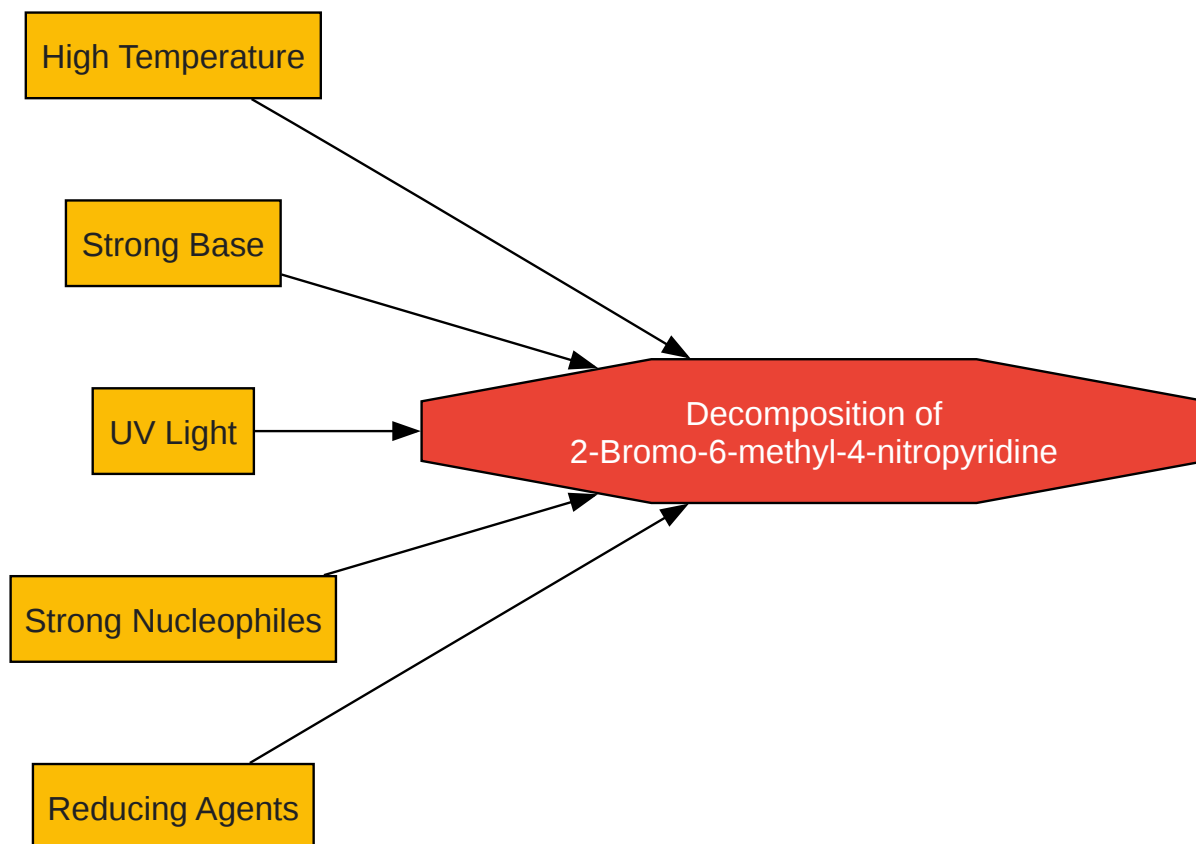 High Temperature
Strong Base
UV Light
Decomposition of
2-Bromo-6-methyl-4-nitropyridine
Strong Nucleophiles
Reducing Agents